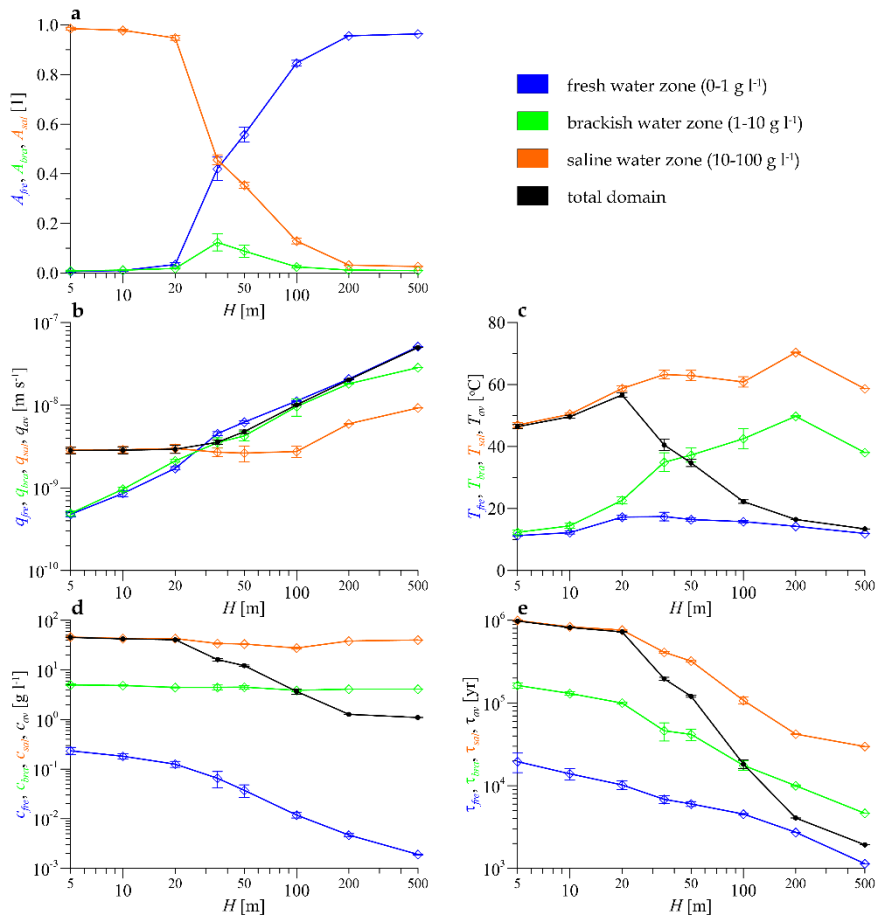 a
1.0
0.8
0.6
0.4
0.2
0.0
A_fre, A_bra, A_sal [1]
5 10 20 50 100 200 500
H [m]
fresh water zone (0-1 g l⁻¹)
brackish water zone (1-10 g l⁻¹)
saline water zone (10-100 g l⁻¹)
total domain
b
10⁻⁷
10⁻⁸
10⁻⁹
10⁻¹⁰
q_fre, q_bra, q_sal, q_av [m s⁻¹]
5 10 20 50 100 200 500
H [m]
c
80
60
40
20
0
T_fre, T_bra, T_sal, T_av [°C]
5 10 20 50 100 200 500
H [m]
d
10²
10¹
10⁰
10⁻¹
10⁻²
10⁻³
c_fre, c_bra, c_sal, c_av [g l⁻¹]
5 10 20 50 100 200 500
H [m]
e
10⁶
10⁵
10⁴
10³
τ_fre, τ_bra, τ_sal, τ_av [yr]
5 10 20 50 100 200 500
H [m]